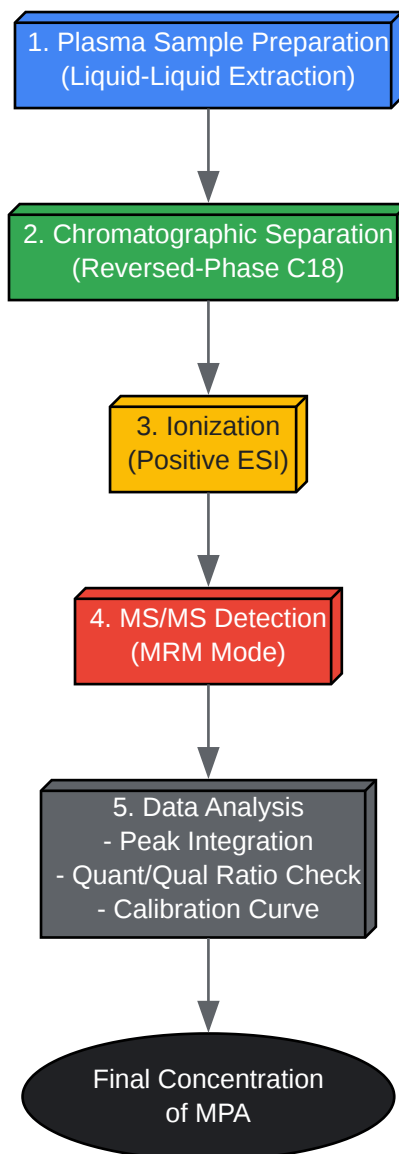 1. Plasma Sample Preparation
(Liquid-Liquid Extraction)
2. Chromatographic Separation
(Reversed-Phase C18)
3. Ionization
(Positive ESI)
4. MS/MS Detection
(MRM Mode)
5. Data Analysis
- Peak Integration
- Quant/Qual Ratio Check
- Calibration Curve
Final Concentration
of MPA